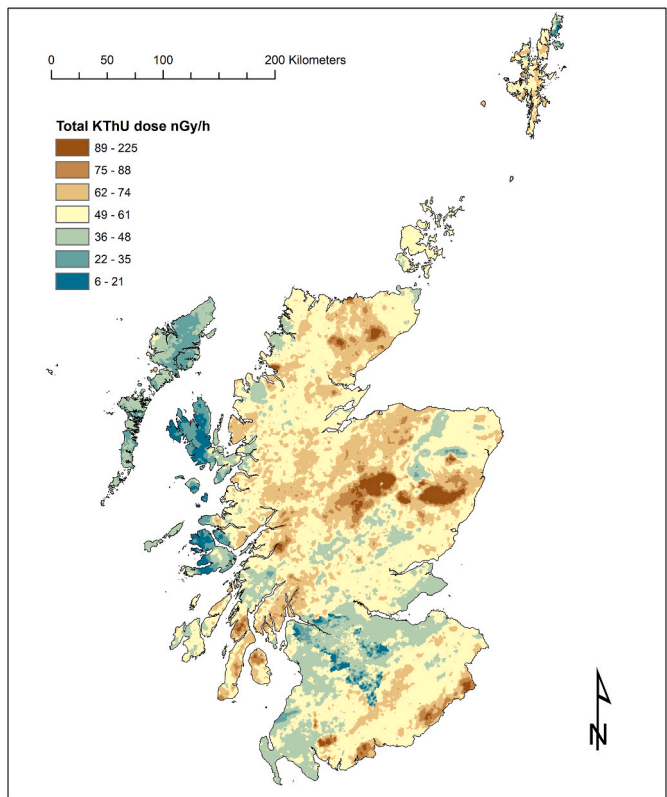 0 50 100 200 Kilometers
Total KThU dose nGy/h
89 - 225
75 - 88
62 - 74
49 - 61
36 - 48
22 - 35
6 - 21
N